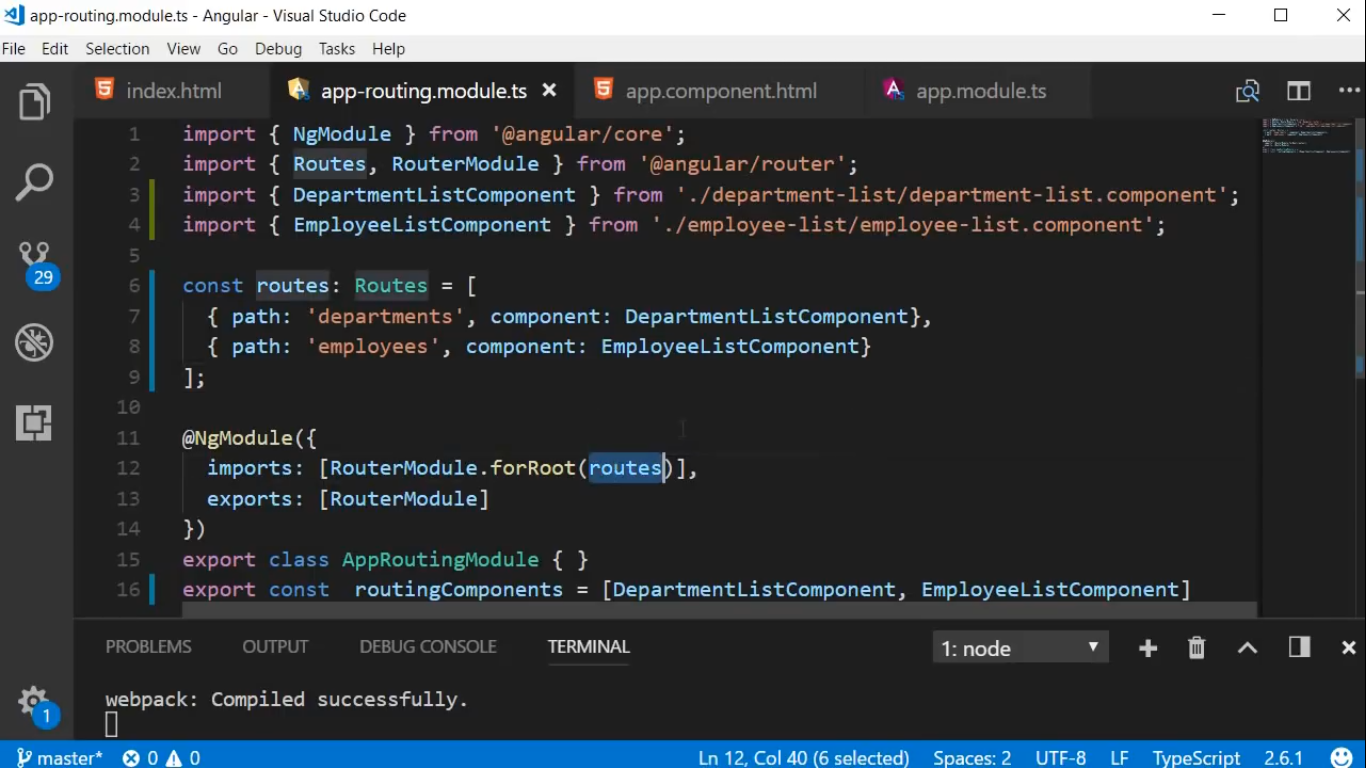 app-routing.module.ts - Angular - Visual Studio Code
File Edit Selection View Go Debug Tasks Help
index.html app-routing.module.ts app.component.html app.module.ts
1 import { NgModule } from '@angular/core';
2 import { Routes, RouterModule } from '@angular/router';
3 import { DepartmentListComponent } from './department-list/department-list.component';
4 import { EmployeeListComponent } from './employee-list/employee-list.component';
5
6 const routes: Routes = [
7   { path: 'departments', component: DepartmentListComponent},
8   { path: 'employees', component: EmployeeListComponent}
9 ];
10
11 @NgModule({
12   imports: [RouterModule.forRoot(routes)],
13   exports: [RouterModule]
14 })
15 export class AppRoutingModule { }
16 export const  routingComponents = [DepartmentListComponent, EmployeeListComponent]
29
PROBLEMS OUTPUT DEBUG CONSOLE TERMINAL 1: node
webpack: Compiled successfully.
1
master* 0 0 Ln 12, Col 40 (6 selected) Spaces: 2 UTF-8 LF TypeScript 2.6.1